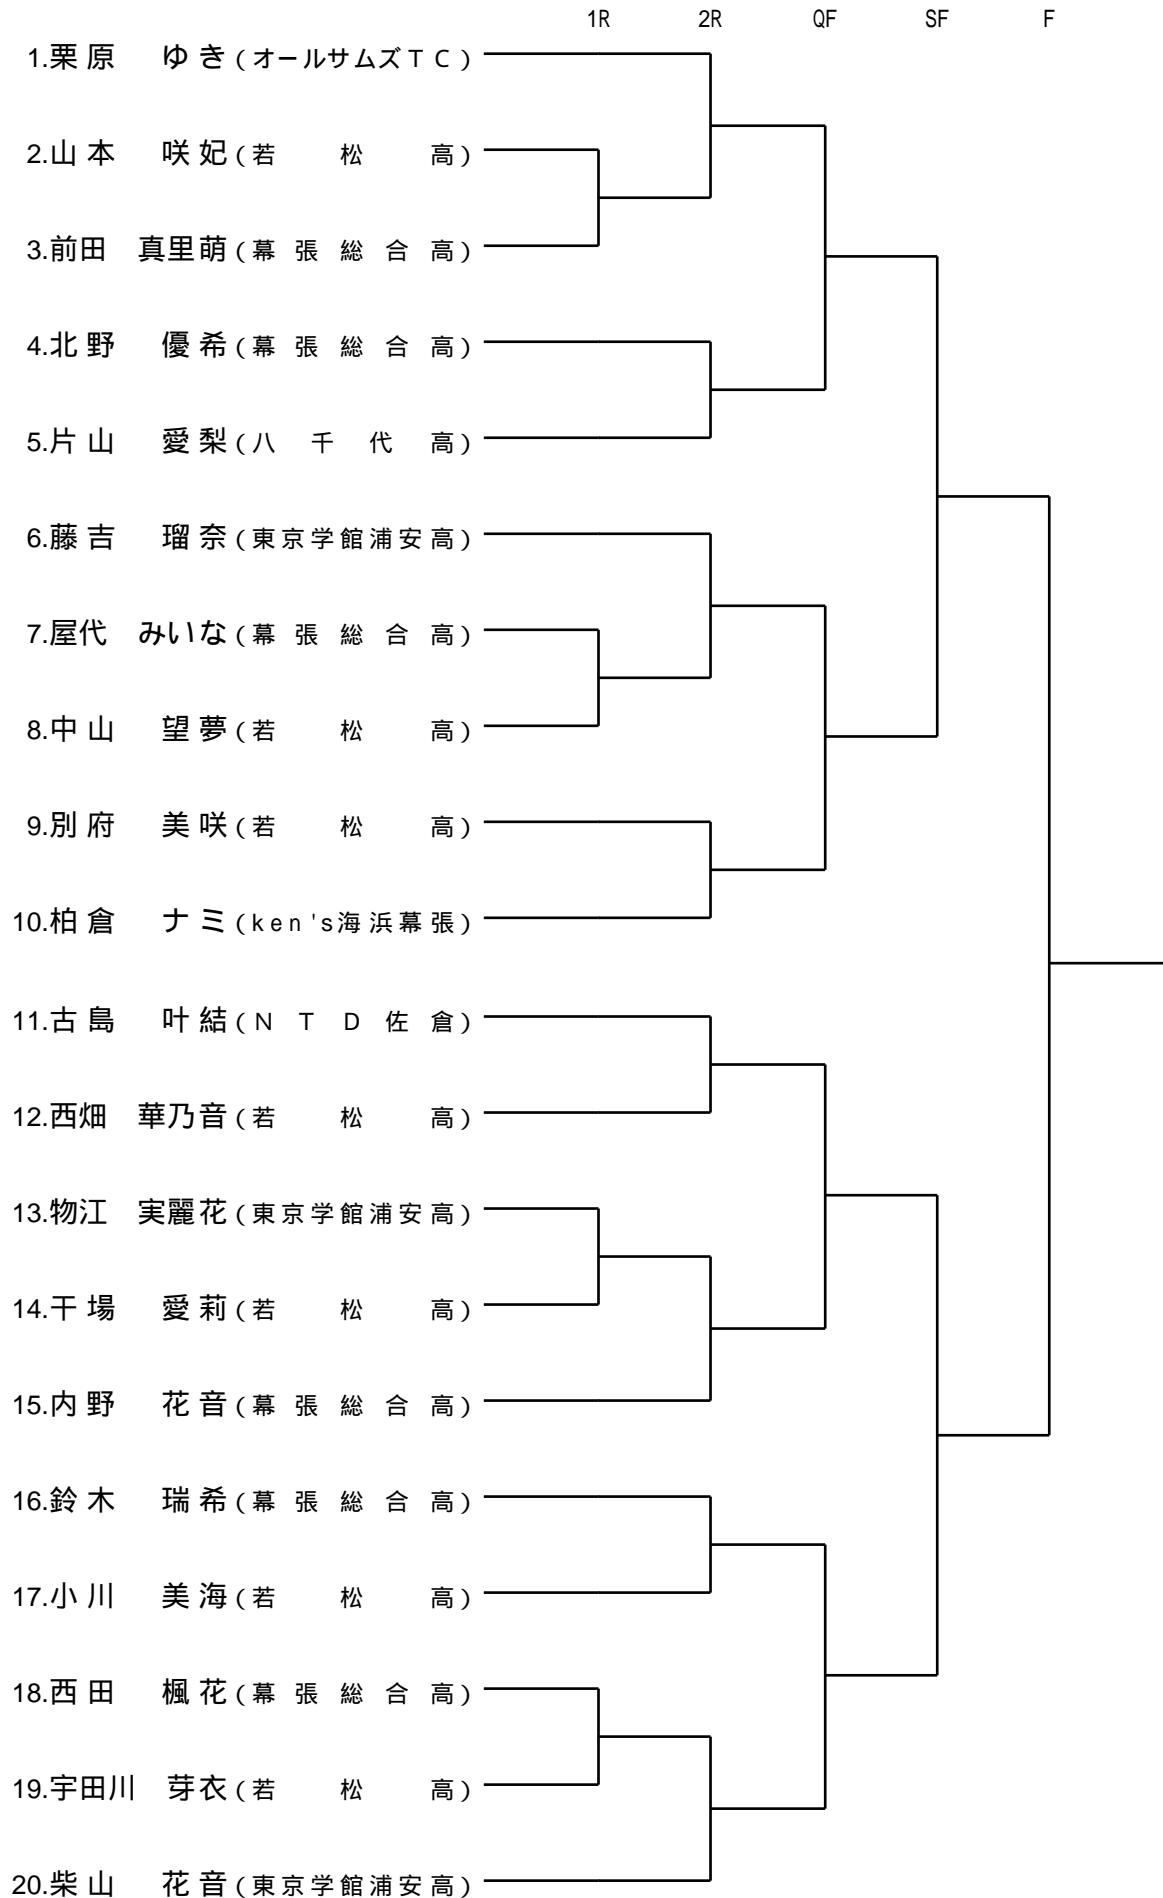 1R 2R QF SF F
1.栗原 ゆき(オールサムズTC)
2.山本 咲妃(若松高)
3.前田 真里萌(幕張総合高)
4.北野 優希(幕張総合高)
5.片山 愛梨(八千代高)
6.藤吉 瑠奈(東京学館浦安高)
7.屋代 みいな(幕張総合高)
8.中山 望夢(若松高)
9.別府 美咲(若松高)
10.柏倉 ナミ(ken's海浜幕張)
11.古島 叶結(NTD佐倉)
12.西畑 華乃音(若松高)
13.物江 実麗花(東京学館浦安高)
14.干場 愛莉(若松高)
15.内野 花音(幕張総合高)
16.鈴木 瑞希(幕張総合高)
17.小川 美海(若松高)
18.西田 楓花(幕張総合高)
19.宇田川 芽衣(若松高)
20.柴山 花音(東京学館浦安高)